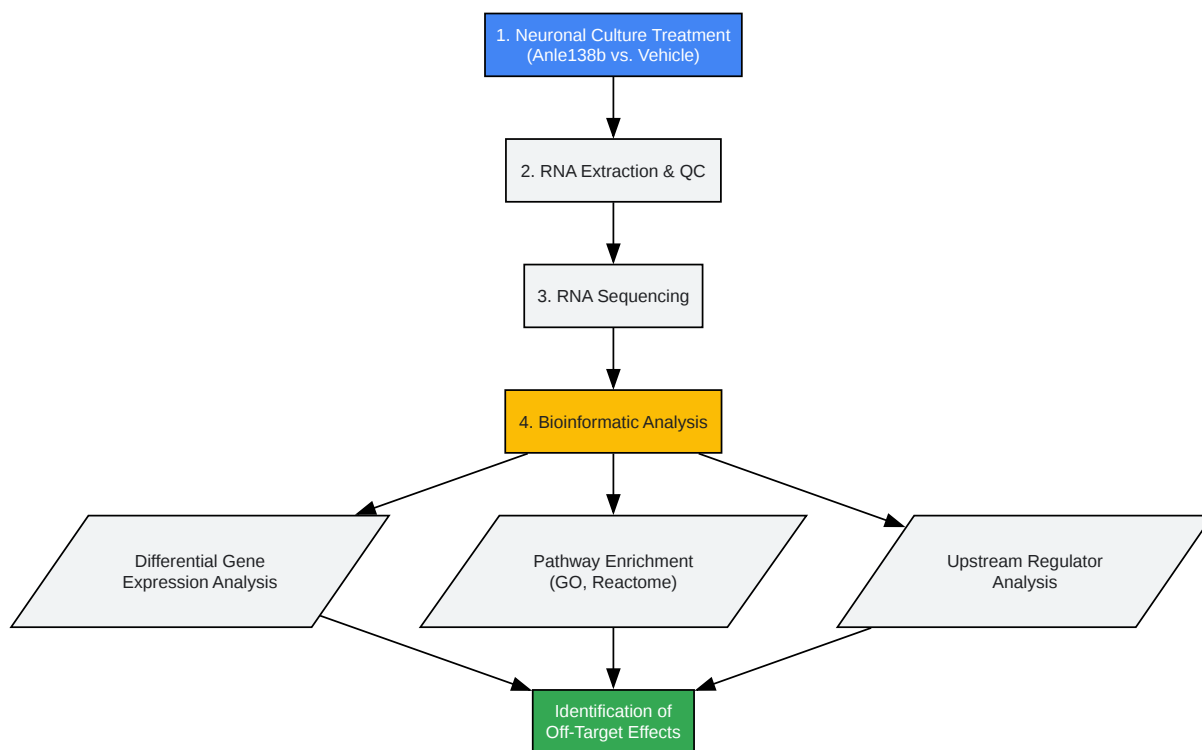 1. Neuronal Culture Treatment
(Anle138b vs. Vehicle)
2. RNA Extraction & QC
3. RNA Sequencing
4. Bioinformatic Analysis
Differential Gene
Expression Analysis
Pathway Enrichment
(GO, Reactome)
Upstream Regulator
Analysis
Identification of
Off-Target Effects